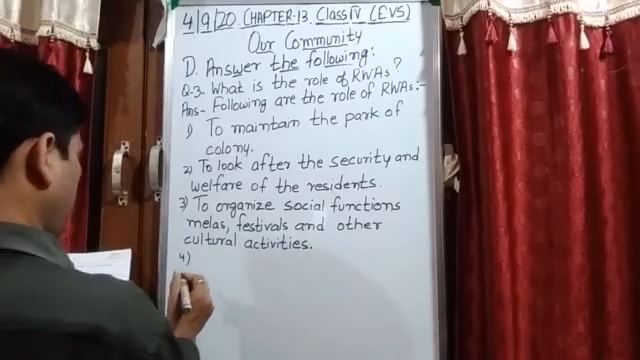 4/9/20 CHAPTER-13. Class IV (EVS)
Our Community
D. Answer the following:
Q-3- What is the role of RWAs?
Ans- Following are the role of RWAs:-
1) To maintain the park of
colony.
2) To look after the security and
welfare of the residents.
3) To organize social functions
melas, festivals and other
cultural activities.
4)